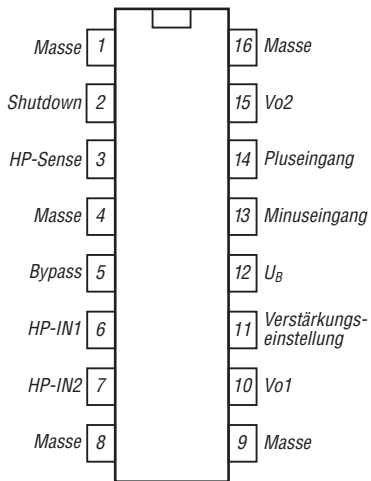 Masse 1 16 Masse
Shutdown 2 15 Vo2
HP-Sense 3 14 Pluseingang
Masse 4 13 Minuseingang
Bypass 5 12 UB
HP-IN1 6 11 Verstärkungs-
einstellung
HP-IN2 7 10 Vo1
Masse 8 9 Masse